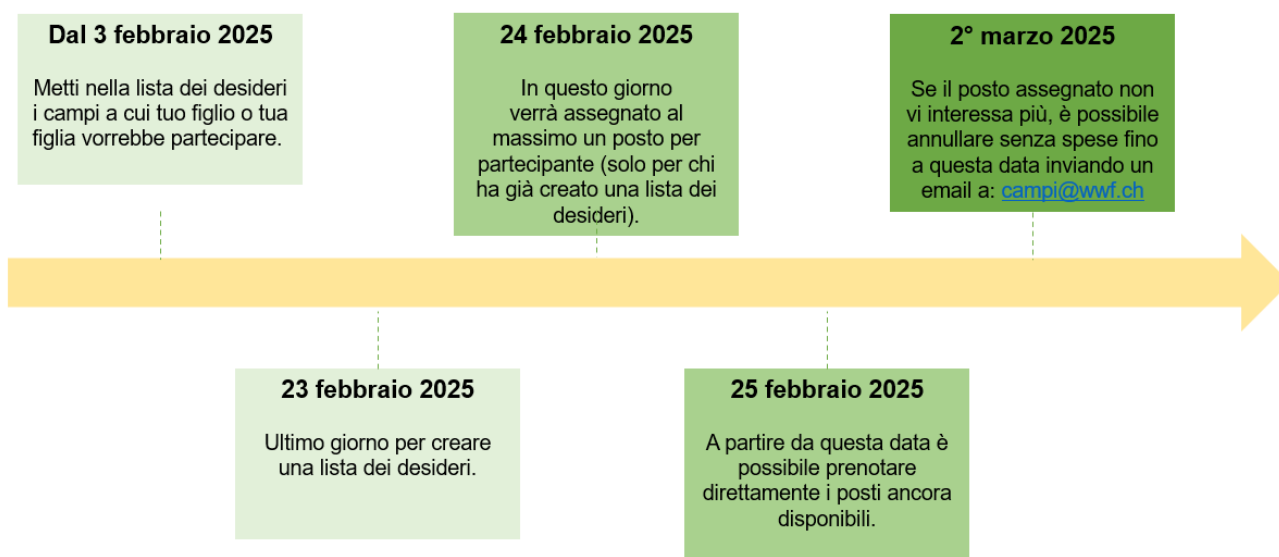 Dal 3 febbraio 2025
Metti nella lista dei desideri
i campi a cui tuo figlio o tua
figlia vorrebbe partecipare.
24 febbraio 2025
In questo giorno
verrà assegnato al
massimo un posto per
partecipante (solo per chi
ha già creato una lista dei
desideri).
2° marzo 2025
Se il posto assegnato non
vi interessa più, è possibile
annullare senza spese fino
a questa data inviando un
email a: campi@wwf.ch
23 febbraio 2025
Ultimo giorno per creare
una lista dei desideri.
25 febbraio 2025
A partire da questa data è
possibile prenotare
direttamente i posti ancora
disponibili.